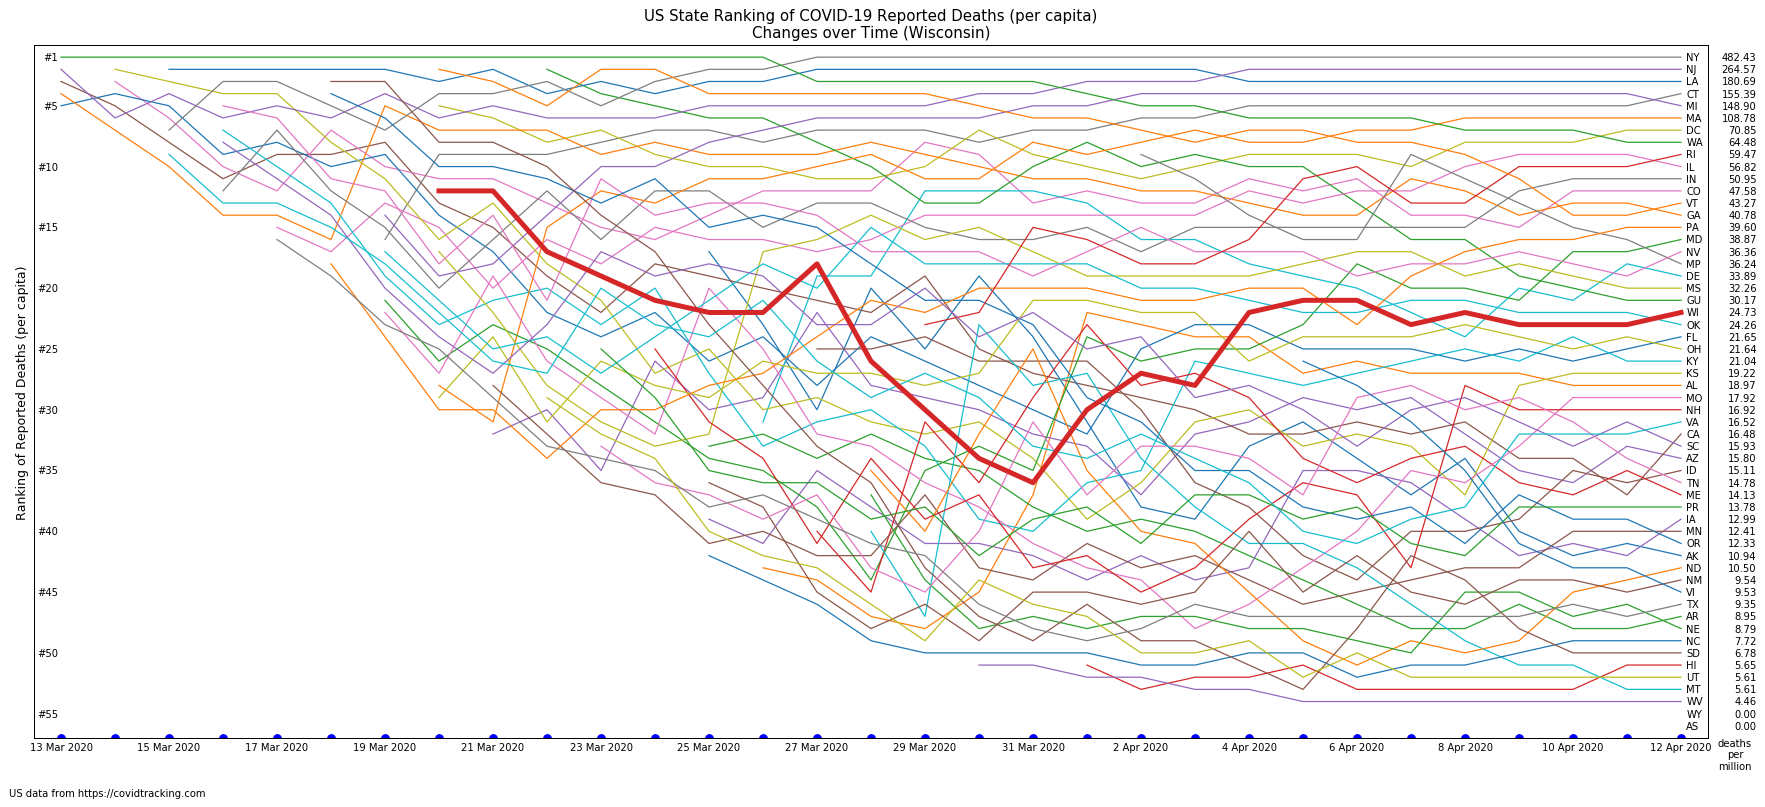 US State Ranking of COVID-19 Reported Deaths (per capita)
Changes over Time (Wisconsin)
Ranking of Reported Deaths (per capita)
#1
#5
#10
#15
#20
#25
#30
#35
#40
#45
#50
#55
NY 482.43
NJ 264.57
LA 180.69
CT 155.39
MI 148.90
MA 108.78
DC 70.85
WA 64.48
RI 59.47
IL 56.82
IN 50.95
CO 47.58
VT 43.27
GA 40.78
PA 39.60
MD 38.87
NV 36.36
MP 36.24
DE 33.89
MS 32.26
GU 30.17
WI 24.73
OK 24.26
FL 21.65
OH 21.64
KY 21.04
KS 19.22
AL 18.97
MO 17.92
NH 16.92
VA 16.52
CA 16.48
SC 15.93
AZ 15.80
ID 15.11
TN 14.78
ME 14.13
PR 13.78
IA 12.99
MN 12.41
OR 12.33
AK 10.94
ND 10.50
NM 9.54
VI 9.53
TX 9.35
AR 8.95
NE 8.79
NC 7.72
SD 6.78
HI 5.65
UT 5.61
MT 5.61
WV 4.46
WY 0.00
AS 0.00
13 Mar 2020 15 Mar 2020 17 Mar 2020 19 Mar 2020 21 Mar 2020 23 Mar 2020 25 Mar 2020 27 Mar 2020 29 Mar 2020 31 Mar 2020 2 Apr 2020 4 Apr 2020 6 Apr 2020 8 Apr 2020 10 Apr 2020 12 Apr 2020
deaths
per
million
US data from https://covidtracking.com